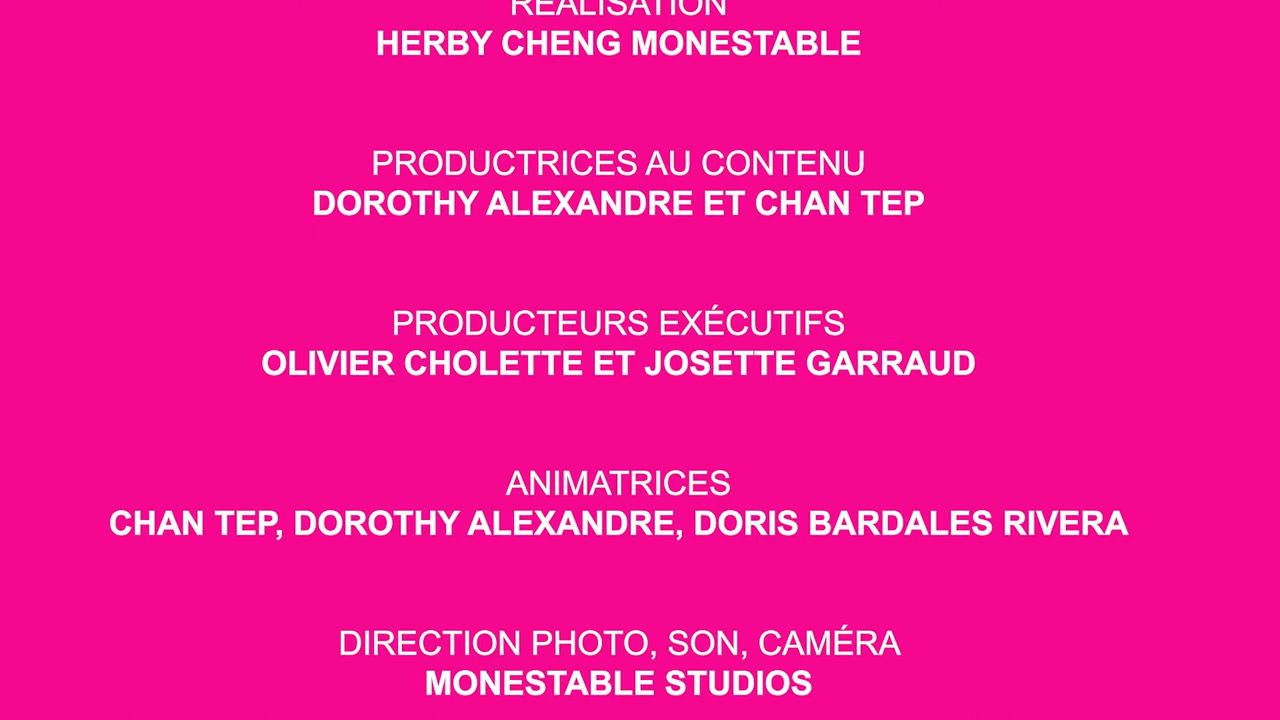 RÉALISATION
HERBY CHENG MONESTABLE
PRODUCTRICES AU CONTENU
DOROTHY ALEXANDRE ET CHAN TEP
PRODUCTEURS EXÉCUTIFS
OLIVIER CHOLETTE ET JOSETTE GARRAUD
ANIMATRICES
CHAN TEP, DOROTHY ALEXANDRE, DORIS BARDALES RIVERA
DIRECTION PHOTO, SON, CAMÉRA
MONESTABLE STUDIOS